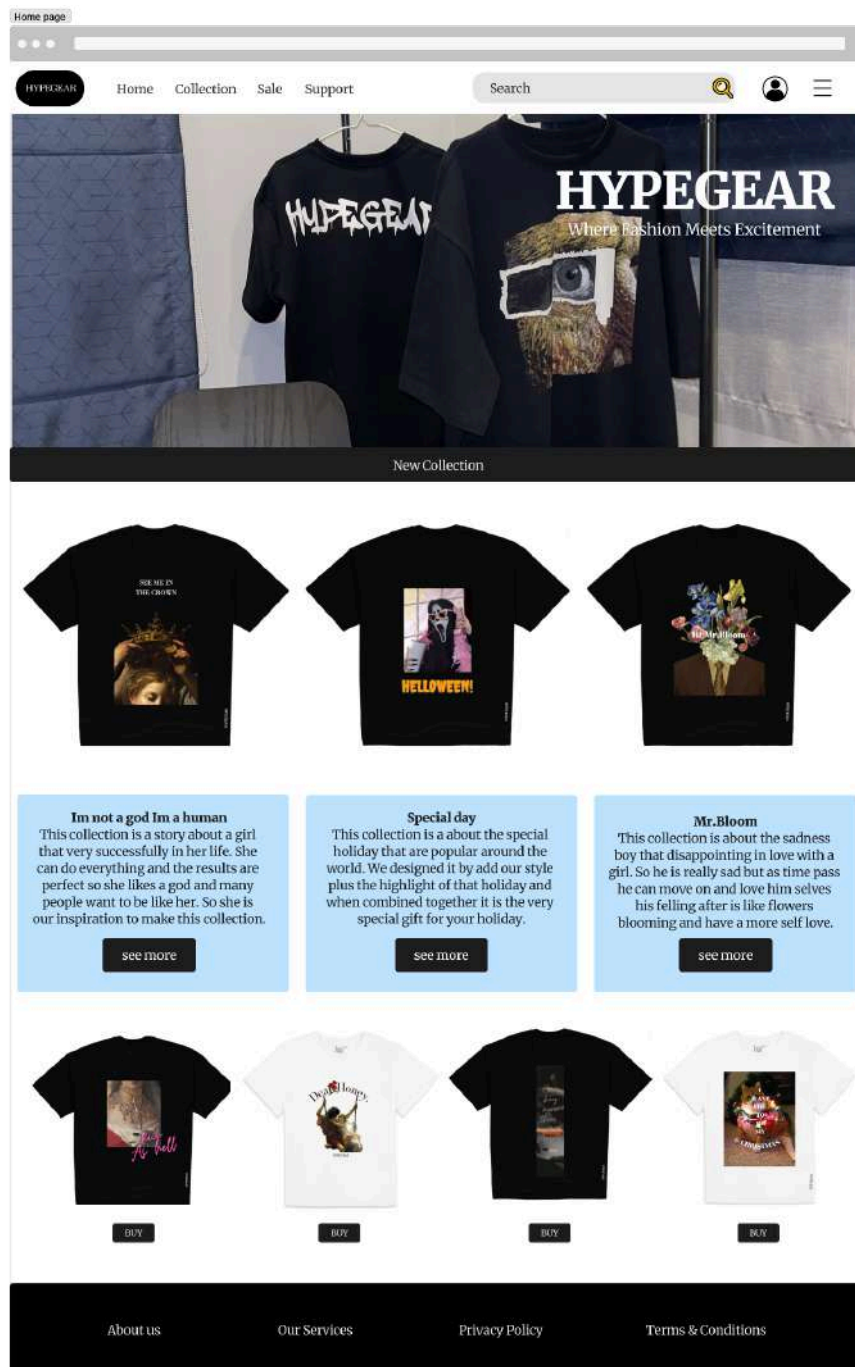 Home page
HYPEGEAR
Home Collection Sale Support
Search
HYPEGEAR
HYPEGEAR
Where Fashion Meets Excitement
New Collection
SEE ME IN
THE CROWN
HELLOWEEN!
Hi Mr.Bloom
Im not a god Im a human
This collection is a story about a girl
that very successfully in her life. She
can do everything and the results are
perfect so she likes a god and many
people want to be like her. So she is
our inspiration to make this collection.
see more
Special day
This collection is a about the special
holiday that are popular around the
world. We designed it by add our style
plus the highlight of that holiday and
when combined together it is the very
special gift for your holiday.
see more
Mr.Bloom
This collection is about the sadness
boy that disappointing in love with a
girl. So he is really sad but as time pass
he can move on and love him selves
his felling after is like flowers
blooming and have a more self love.
see more
As hell
Dear Honey,
CHRISTMAS
BUY
BUY
BUY
BUY
About us
Our Services
Privacy Policy
Terms & Conditions